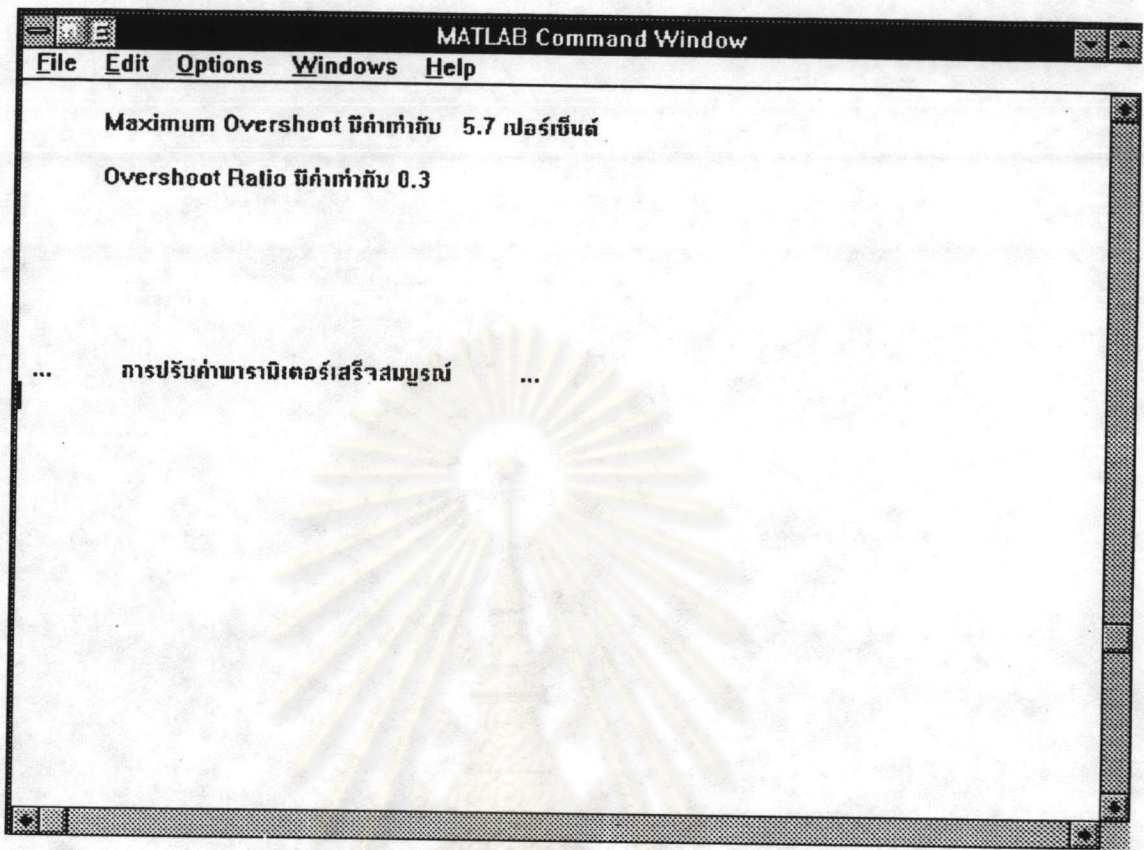 MATLAB Command Window
File Edit Options Windows Help
Maximum Overshoot มีค่าเท่ากับ 5.7 เปอร์เซ็นต์
Overshoot Ratio มีค่าเท่ากับ 0.3
... การปรับค่าพารามิเตอร์เสร็จสมบูรณ์ ...